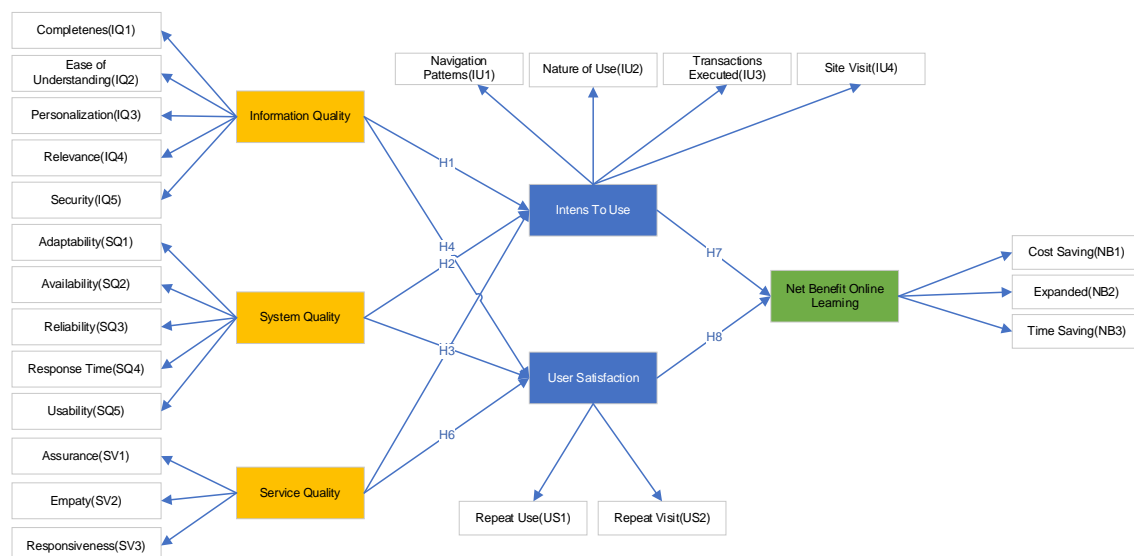 Completenes(IQ1)
Ease of
Understanding(IQ2)
Personalization(IQ3)
Relevance(IQ4)
Security(IQ5)
Adaptability(SQ1)
Availability(SQ2)
Reliability(SQ3)
Response Time(SQ4)
Usability(SQ5)
Assurance(SV1)
Empaty(SV2)
Responsiveness(SV3)
Information Quality
System Quality
Service Quality
H1
H4
H2
H3
H6
Navigation
Patterns(IU1)
Nature of Use(IU2)
Transactions
Executed(IU3)
Site Visit(IU4)
Intens To Use
User Satisfaction
Repeat Use(US1)
Repeat Visit(US2)
H7
H8
Net Benefit Online
Learning
Cost Saving(NB1)
Expanded(NB2)
Time Saving(NB3)